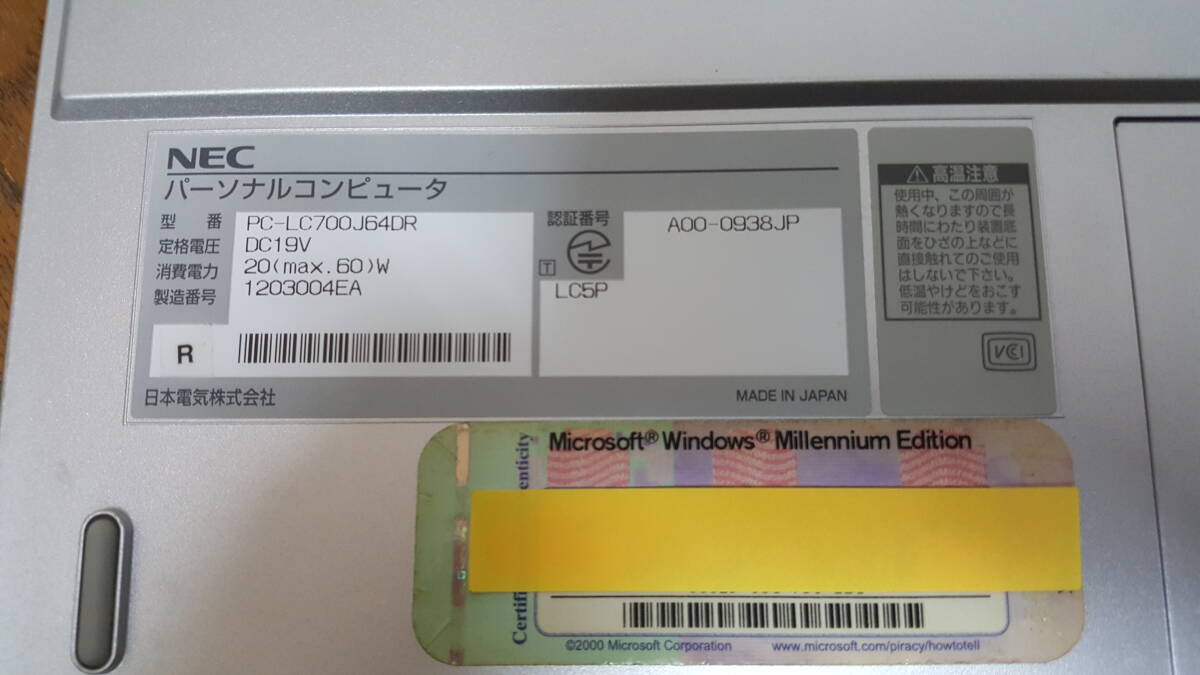 NEC
パーソナルコンピュータ
型 番 PC-LC700J64DR
定格電圧 DC19V
消費電力 20(max.60)W
製造番号 1203004EA
R
認証番号 A00-0938JP
T
LC5P
日本電気株式会社
MADE IN JAPAN
高温注意
使用中、この周囲が
熱くなりますので長
時間にわたり装置底
面をひざの上などに
直接触れてのご使用
はしないで下さい。
低温やけどをおこす
可能性があります。
VCI
Microsoft® Windows® Millennium Edition
©2000 Microsoft Corporation
www.microsoft.com/piracy/howtotell